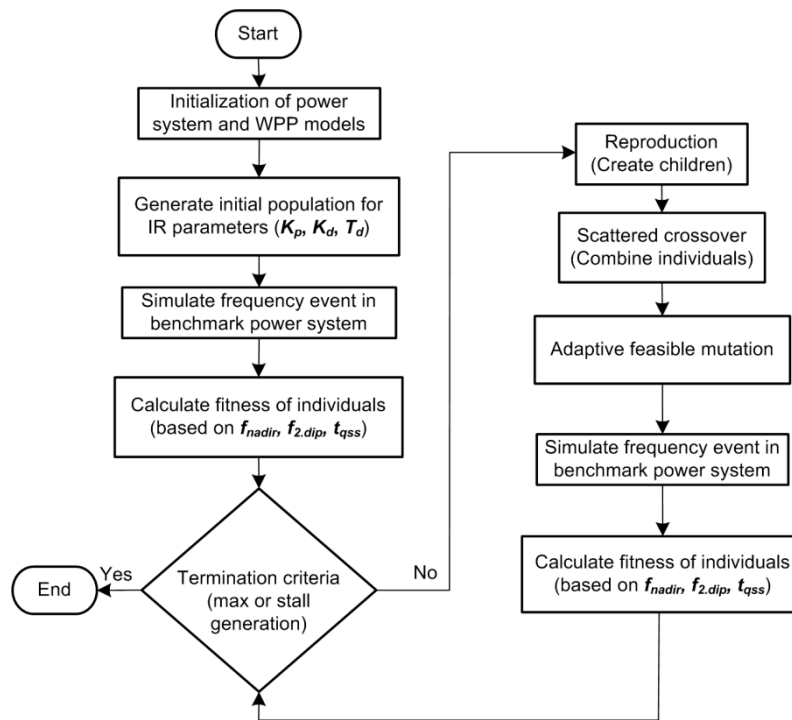 Start
Initialization of power
system and WPP models
Generate initial population for
IR parameters (Kp, Kd, Td)
Simulate frequency event in
benchmark power system
Calculate fitness of individuals
(based on fnadir, f2.dip, tqss)
Termination criteria
(max or stall
generation)
Yes
End
No
Reproduction
(Create children)
Scattered crossover
(Combine individuals)
Adaptive feasible mutation
Simulate frequency event in
benchmark power system
Calculate fitness of individuals
(based on fnadir, f2.dip, tqss)